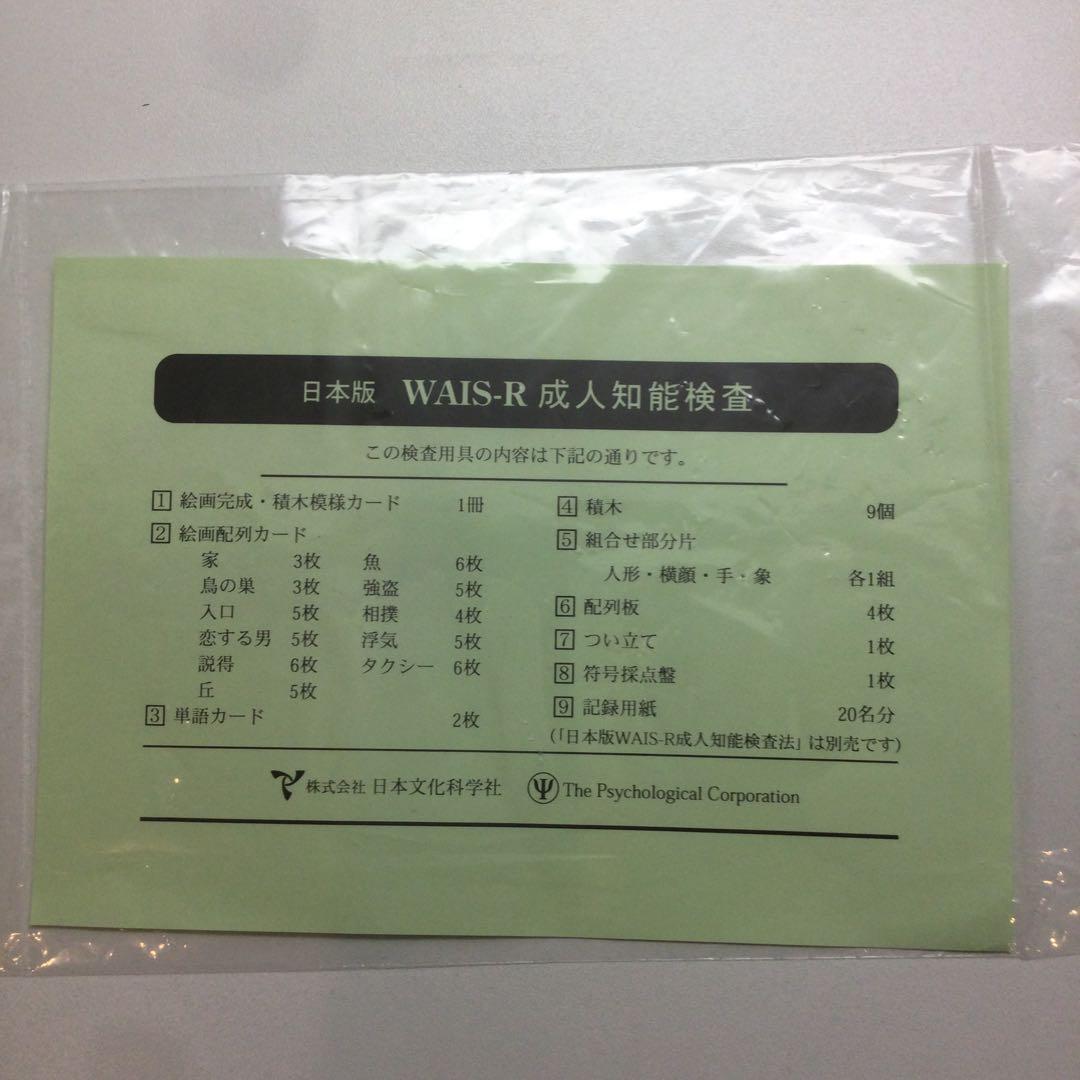 日本版 WAIS-R 成人知能検査
この検査用具の内容は下記の通りです。
1 絵画完成・積木模様カード 1冊
2 絵画配列カード
家 3枚 魚 6枚
鳥の巣 3枚 強盗 5枚
入口 5枚 相撲 4枚
恋する男 5枚 浮気 5枚
説得 6枚 タクシー 6枚
丘 5枚
3 単語カード 2枚
4 積木 9個
5 組合せ部分片
人形・横顔・手・象 各1組
6 配列板 4枚
7 つい立て 1枚
8 符号採点盤 1枚
9 記録用紙 20名分
(「日本版WAIS-R成人知能検査法」は別売です)
株式会社 日本文化科学社 Ψ The Psychological Corporation